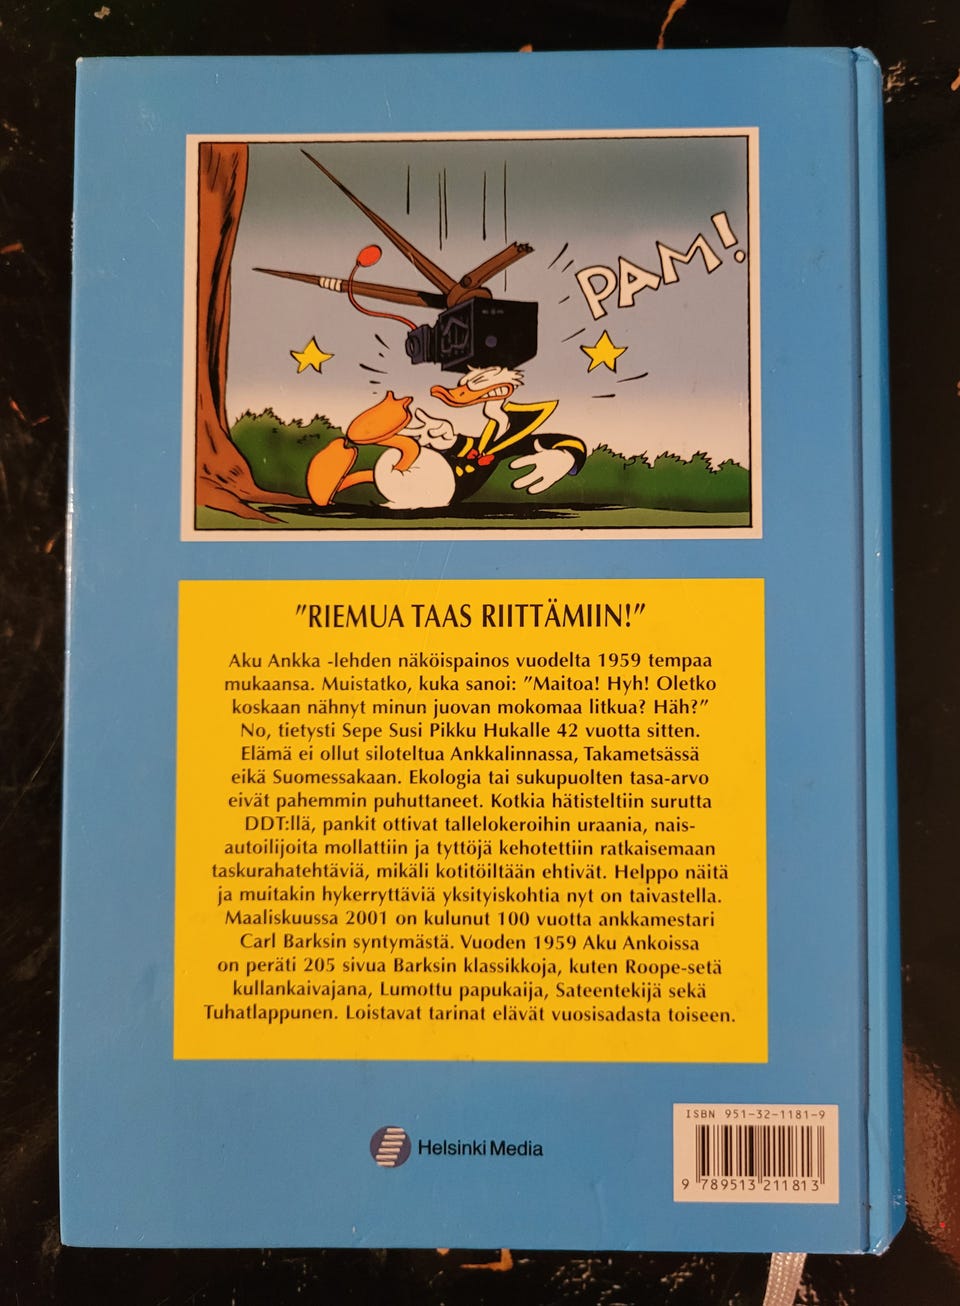 PAM!
"RIEMUA TAAS RIITTÄMIIN!"
Aku Ankka -lehden näköispainos vuodelta 1959 tempaa
mukaansa. Muistatko, kuka sanoi: "Maitoa! Hyh! Oletko
koskaan nähnyt minun juovan mokomaa litkua? Häh?"
No, tietysti Sepe Susi Pikku Hukalle 42 vuotta sitten.
Elämä ei ollut siloteltua Ankkalinnassa, Takametsässä
eikä Suomessakaan. Ekologia tai sukupuolten tasa-arvo
eivät pahemmin puhuttaneet. Kotkia hätisteltiin surutta
DDT:llä, pankit ottivat tallelokeroihin uraania, nais-
autoilijoita mollattiin ja tyttöjä kehotettiin ratkaisemaan
taskurahatehtäviä, mikäli kotitöiltään ehtivät. Helppo näitä
ja muitakin hykerryttäviä yksityiskohtia nyt on taivastella.
Maaliskuussa 2001 on kulunut 100 vuotta ankkamestari
Carl Barksin syntymästä. Vuoden 1959 Aku Ankoissa
on peräti 205 sivua Barksin klassikkoja, kuten Roope-setä
kullankaivajana, Lumottu papukaija, Sateentekijä sekä
Tuhatlappunen. Loistavat tarinat elävät vuosisadasta toiseen.
Helsinki Media
ISBN 951-32-1181-9
9 789513 211813